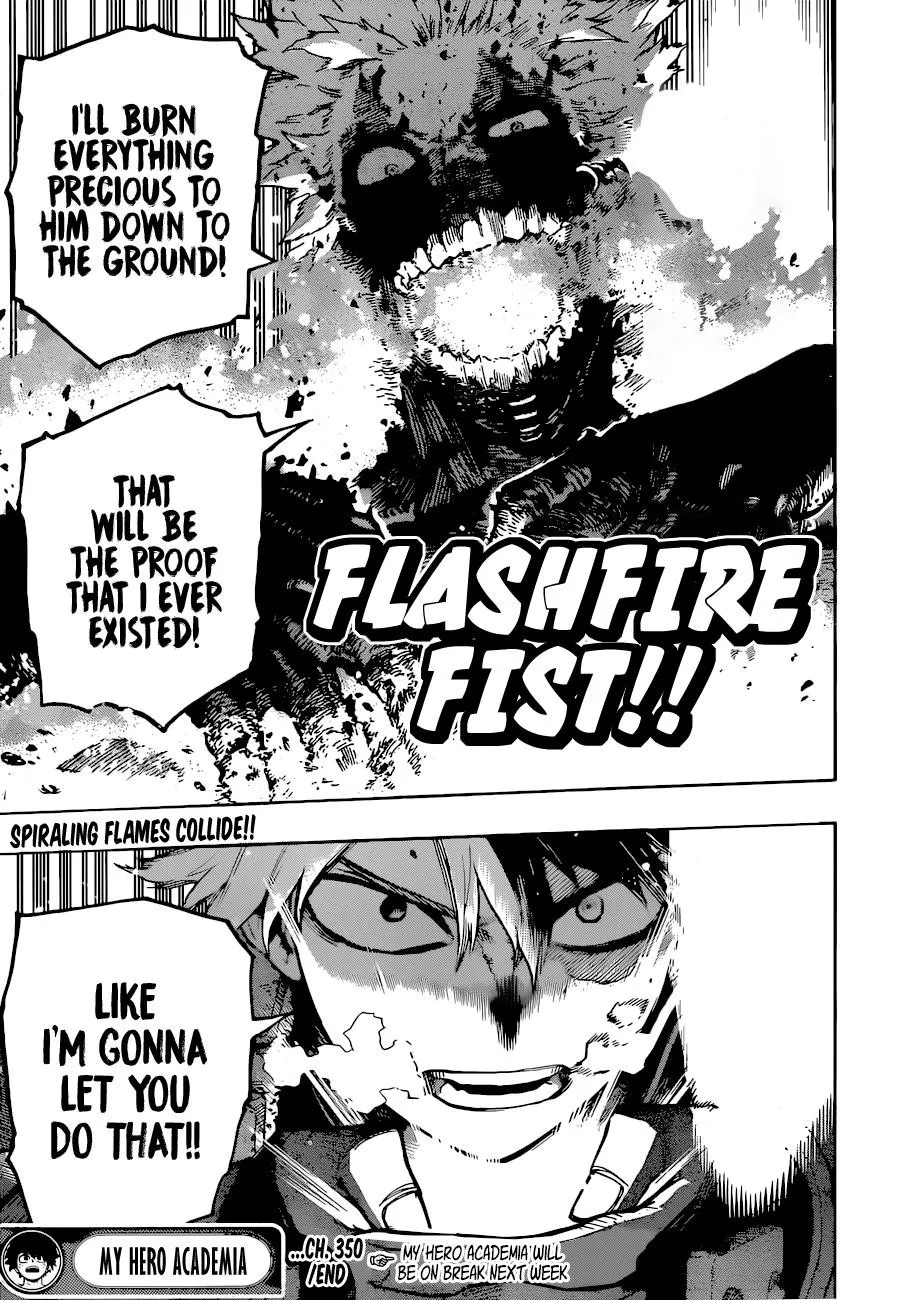 I'LL BURN
EVERYTHING
PRECIOUS TO
HIM DOWN TO
THE GROUND!
THAT
WILL BE
THE PROOF
THAT I EVER
EXISTED!
FLASHFIRE
FIST!!
SPIRALING FLAMES COLLIDE!!
LIKE
I'M GONNA
LET YOU
DO THAT!!
MY HERO ACADEMIA
...CH. 350
/END
MY HERO ACADEMIA WILL
BE ON BREAK NEXT WEEK